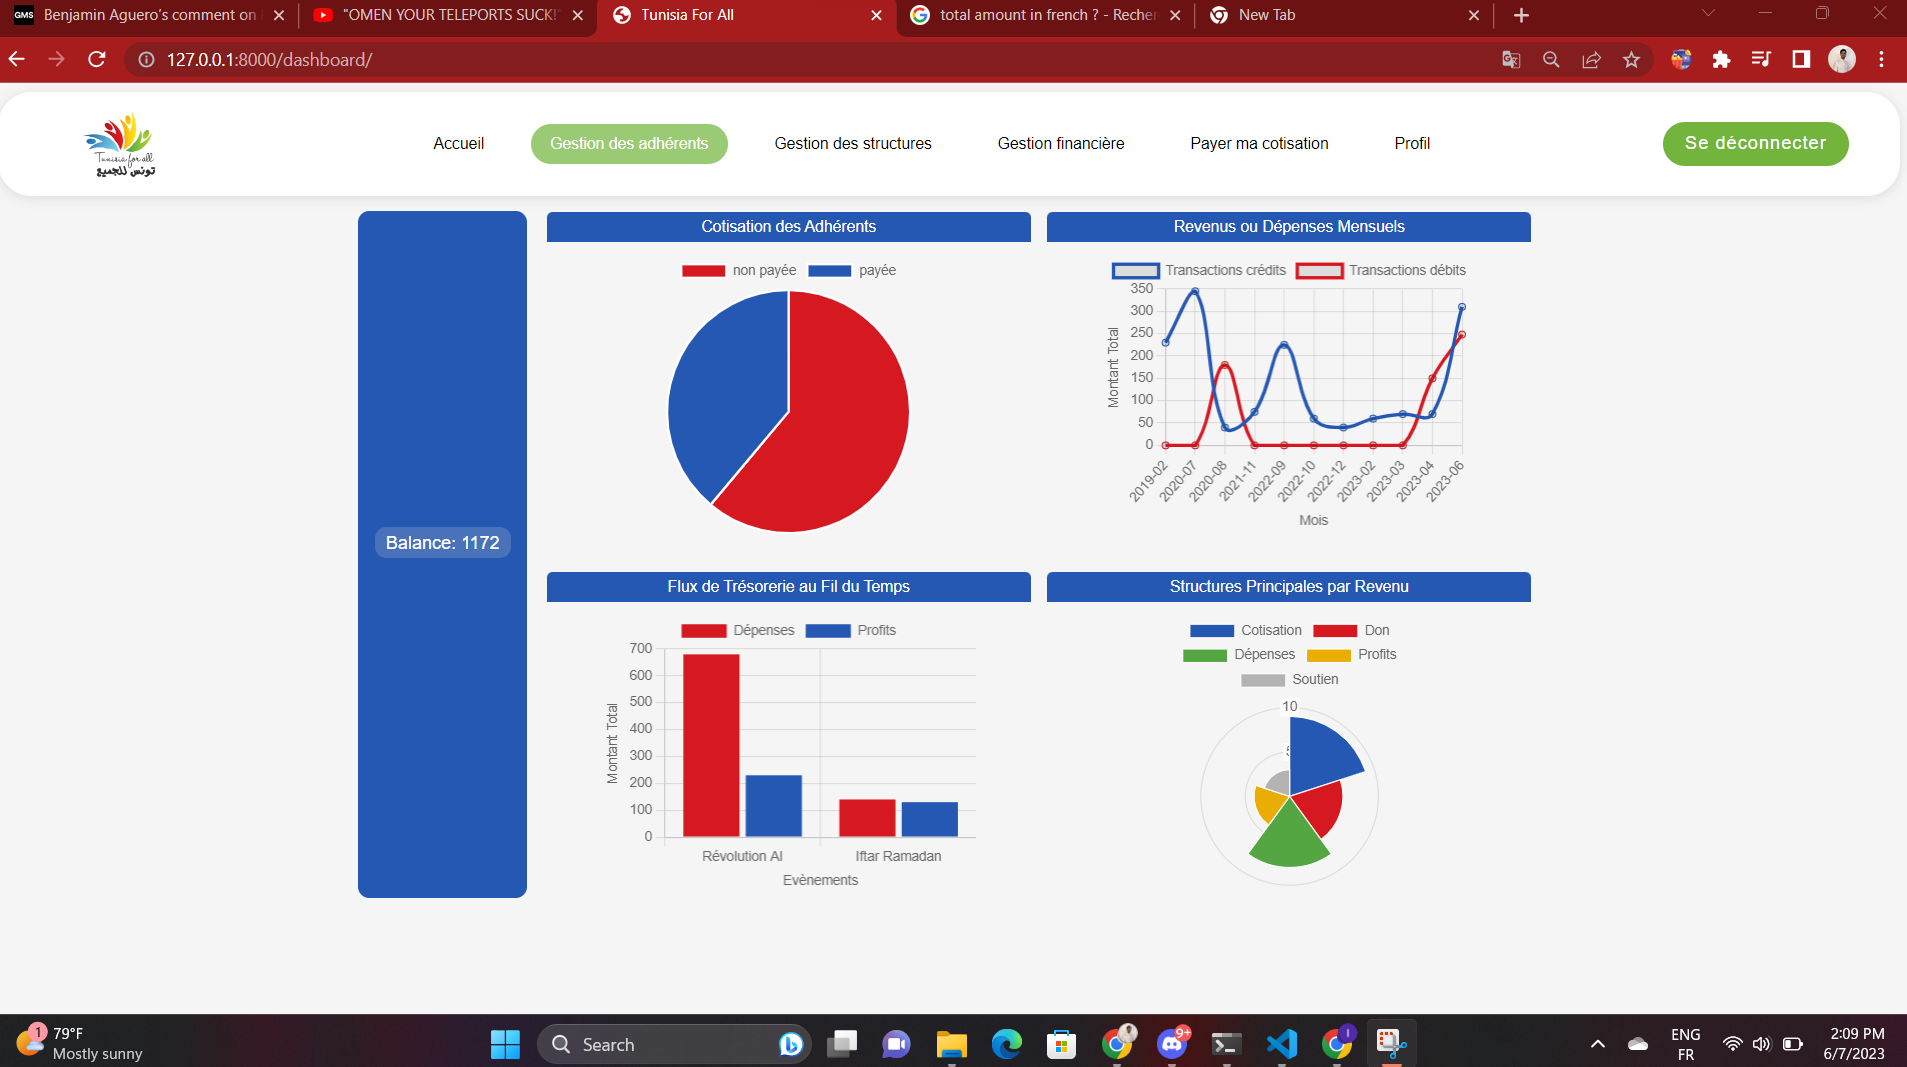 GMS Benjamin Aguero's comment on
"OMEN YOUR TELEPORTS SUCK!"
Tunisia For All
total amount in french ? - Recher
New Tab
127.0.0.1:8000/dashboard/
Tunisia for all
تونس للجميع
Accueil
Gestion des adhérents
Gestion des structures
Gestion financière
Payer ma cotisation
Profil
Se déconnecter
Balance: 1172
Cotisation des Adhérents
non payée payée
Revenus ou Dépenses Mensuels
Transactions crédits Transactions débits
Montant Total
350
300
250
200
150
100
50
0
2019-02
2020-07
2020-08
2021-11
2022-09
2022-10
2022-12
2023-02
2023-03
2023-04
2023-06
Mois
Flux de Trésorerie au Fil du Temps
Dépenses Profits
Montant Total
700
600
500
400
300
200
100
0
Révolution AI Iftar Ramadan
Evènements
Structures Principales par Revenu
Cotisation Don
Dépenses Profits
Soutien
10
1
79°F
Mostly sunny
Search
9+
ENG
FR
2:09 PM
6/7/2023